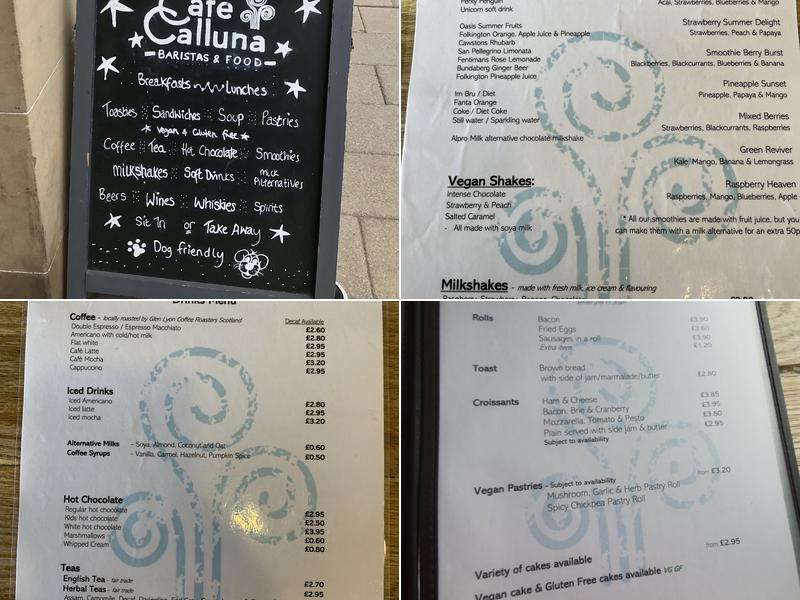 Cafe
Calluna
BARISTAS & FOOD
Breakfasts Lunches
Toasties Sandwiches Soup Pastries
Vegan & Gluten free
Coffee Tea Hot Chocolate Smoothies
Milkshakes Soft Drinks Milk Alternatives
Beers Wines Whiskies Spirits
Sit In or Take Away
Dog friendly
Perky Penguin
Unicorn soft drink
Oasis Summer Fruits
Folkington Orange, Apple Juice & Pineapple
Cawstons Rhubarb
San Pellegrino Limonata
Fentimans Rose Lemonade
Bundaberg Ginger Beer
Folkington Pineapple Juice
Irn Bru / Diet
Fanta Orange
Coke / Diet Coke
Still water / Sparkling water
Alpro Milk alternative chocolate milkshake
Vegan Shakes:
Intense Chocolate
Strawberry & Peach
Salted Caramel
- All made with soya milk
Acai, Strawberries, Blueberries & Mango
Strawberry Summer Delight
Strawberries, Peach & Papaya
Smoothie Berry Burst
Blackberries, Blackcurrants, Blueberries & Banana
Pineapple Sunset
Pineapple, Papaya & Mango
Mixed Berries
Strawberries, Blackcurrants, Raspberries
Green Reviver
Kale, Mango, Banana & Lemongrass
Raspberry Heaven
Raspberries, Mango, Blueberries, Apple
* All our smoothies are made with fruit juice, but you
can make them with a milk alternative for an extra 50p
Milkshakes - made with fresh milk, ice cream & flavouring
Drinks Menu
Coffee - locally roasted by Glen Lyon Coffee Roasters Scotland Decaf Available
Double Espresso / Espresso Macchiato £2.60
Americano with cold/hot milk £2.80
Flat white £2.95
Café Latte £2.95
Café Mocha £3.20
Cappuccino £2.95
Iced Drinks
Iced Americano £2.80
Iced latte £2.95
Iced mocha £3.20
Alternative Milks - Soya, Almond, Coconut and Oat £0.60
Coffee Syrups - Vanilla, Carmel, Hazelnut, Pumpkin Spice £0.50
Hot Chocolate
Regular hot chocolate £2.95
Kids hot chocolate £2.50
White hot chocolate £3.95
Marshmallows £0.60
Whipped Cream £0.80
Teas
English Tea - fair trade £2.70
Herbal Teas - fair trade £2.95
Rolls Bacon £3.90
Fried Eggs £3.60
Sausages in a roll £3.90
Extra item £1.20
Toast Brown bread
with side of jam/marmalade/butter £2.80
Croissants Ham & Cheese £3.85
Bacon, Brie & Cranberry £3.95
Mozzarella, Tomato & Pesto £3.80
Plain served with side jam & butter £2.95
Subject to availability
Vegan Pastries - Subject to availability from £3.20
Mushroom, Garlic & Herb Pastry Roll
Spicy Chickpea Pastry Roll
Variety of cakes available from £2.95
Vegan cake & Gluten Free cakes available VG GF